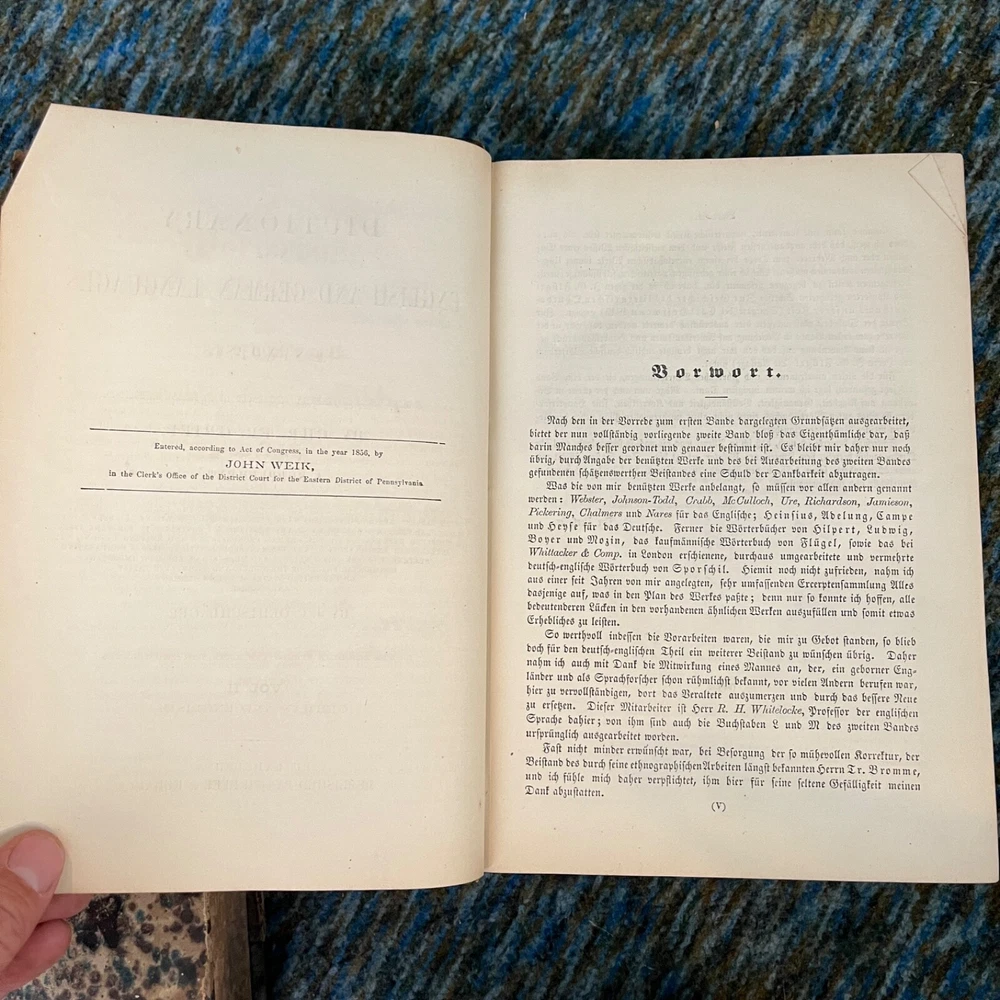 Entered, according to Act of Congress, in the year 1856, by
JOHN WEIK,
in the Clerk's Office of the District Court for the Eastern District of Pennsylvania.
Vorwort.
Nach den in der Vorrede zum ersten Bande dargelegten Grundsätzen ausgearbeitet,
bietet der nun vollständig vorliegende zweite Band bloß das Eigenthümliche dar, daß
darin Manches besser geordnet und genauer bestimmt ist. Es bleibt mir daher nur noch
übrig, durch Angabe der benützten Werke und des bei Ausarbeitung des zweiten Bandes
gefundenen schätzenswerthen Beistandes eine Schuld der Dankbarkeit abzutragen.
Was die von mir benützten Werke anbelangt, so müssen vor allen andern genannt
werden: Webster, Johnson-Todd, Crabb, McCulloch, Ure, Richardson, Jamieson,
Pickering, Chalmers und Nares für das Englische; Heinsius, Adelung, Campe
und Heyse für das Deutsche. Ferner die Wörterbücher von Hilpert, Ludwig,
Boyer und Mozin, das kaufmännische Wörterbuch von Flügel, sowie das bei
Whittacker & Comp. in London erschienene, durchaus umgearbeitete und vermehrte
deutsch-englische Wörterbuch von Sporschil. Hiemit noch nicht zufrieden, nahm ich
aus einer seit Jahren von mir angelegten, sehr umfassenden Excerptensammlung Alles
dasjenige auf, was in den Plan des Werkes paßte; denn nur so konnte ich hoffen, alle
bedeutenderen Lücken in den vorhandenen ähnlichen Werken auszufüllen und somit etwas
Erhebliches zu leisten.
So werthvoll indessen die Vorarbeiten waren, die mir zu Gebot standen, so blieb
doch für den deutsch-englischen Theil ein weiterer Beistand zu wünschen übrig. Daher
nahm ich auch mit Dank die Mitwirkung eines Mannes an, der, ein geborner Eng-
länder und als Sprachforscher schon rühmlichst bekannt, vor vielen Andern berufen war,
hier zu vervollständigen, dort das Veraltete auszumerzen und durch das bessere Neue
zu ersetzen. Dieser Mitarbeiter ist Herr R. H. Whitelocke, Professor der englischen
Sprache dahier; von ihm sind auch die Buchstaben L und M des zweiten Bandes
ursprünglich ausgearbeitet worden.
Fast nicht minder erwünscht war, bei Besorgung der so mühevollen Korrektur, der
Beistand des durch seine ethnographischen Arbeiten längst bekannten Herrn Tr. Bromme,
und ich fühle mich daher verpflichtet, ihm hier für seine seltene Gefälligkeit meinen
Dank abzustatten.
(V)